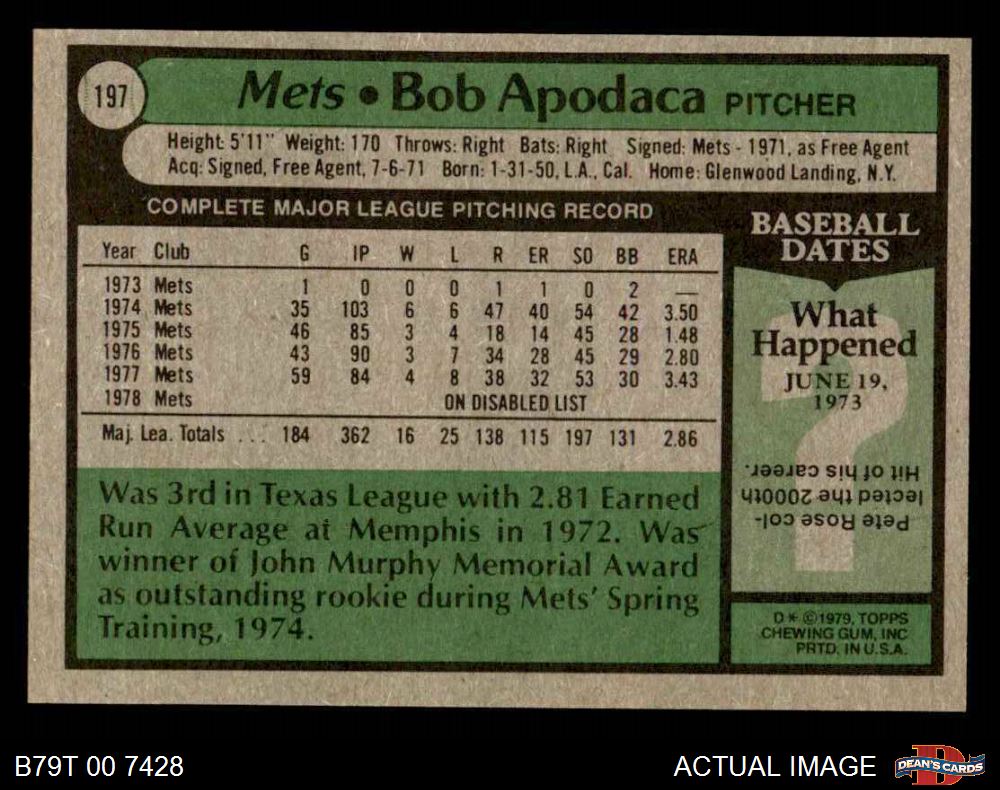 197
Mets • Bob Apodaca PITCHER
Height: 5'11" Weight: 170 Throws: Right Bats: Right Signed: Mets - 1971, as Free Agent
Acq: Signed, Free Agent, 7-6-71 Born: 1-31-50, L.A., Cal. Home: Glenwood Landing, N.Y.
COMPLETE MAJOR LEAGUE PITCHING RECORD
Year Club G IP W L R ER SO BB ERA
1973 Mets 1 0 0 0 1 1 0 2 —
1974 Mets 35 103 6 6 47 40 54 42 3.50
1975 Mets 46 85 3 4 18 14 45 28 1.48
1976 Mets 43 90 3 7 34 28 45 29 2.80
1977 Mets 59 84 4 8 38 32 53 30 3.43
1978 Mets ON DISABLED LIST
Maj. Lea. Totals ... 184 362 16 25 138 115 197 131 2.86
Was 3rd in Texas League with 2.81 Earned
Run Average at Memphis in 1972. Was
winner of John Murphy Memorial Award
as outstanding rookie during Mets' Spring
Training, 1974.
BASEBALL
DATES
What
Happened
JUNE 19,
1973
?
Pete Rose col-
lected the 2000th
Hit of his career.
D * ©1979, TOPPS
CHEWING GUM, INC
PRTD. IN U.S.A.
B79T 00 7428
ACTUAL IMAGE
D
DEAN'S CARDS